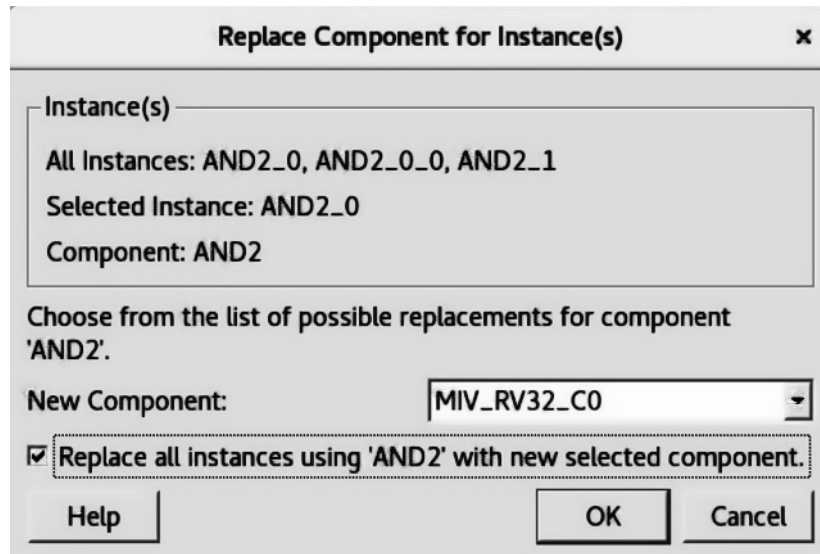 Replace Component for Instance(s)
Instance(s)
All Instances: AND2_0, AND2_0_0, AND2_1
Selected Instance: AND2_0
Component: AND2
Choose from the list of possible replacements for component
'AND2'.
New Component:
MIV_RV32_C0
Replace all instances using 'AND2' with new selected component.
Help
OK
Cancel